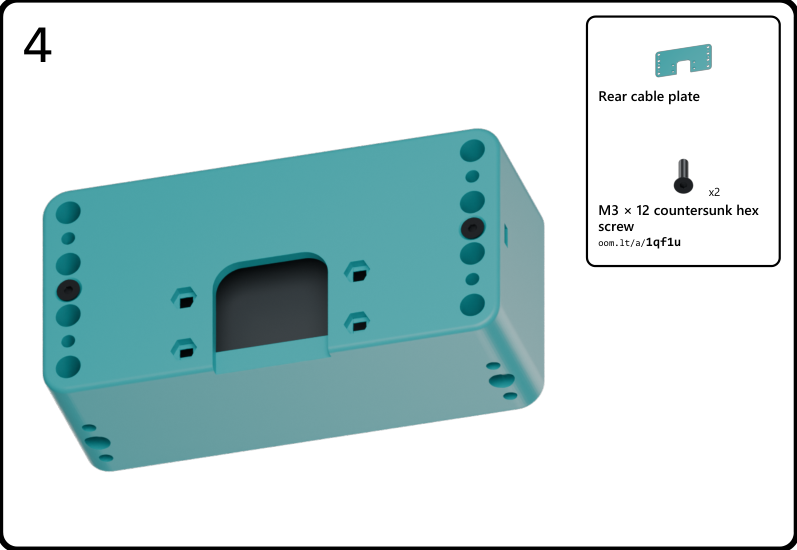 4
Rear cable plate
x2
M3 × 12 countersunk hex
screw
oom.lt/a/1qf1u